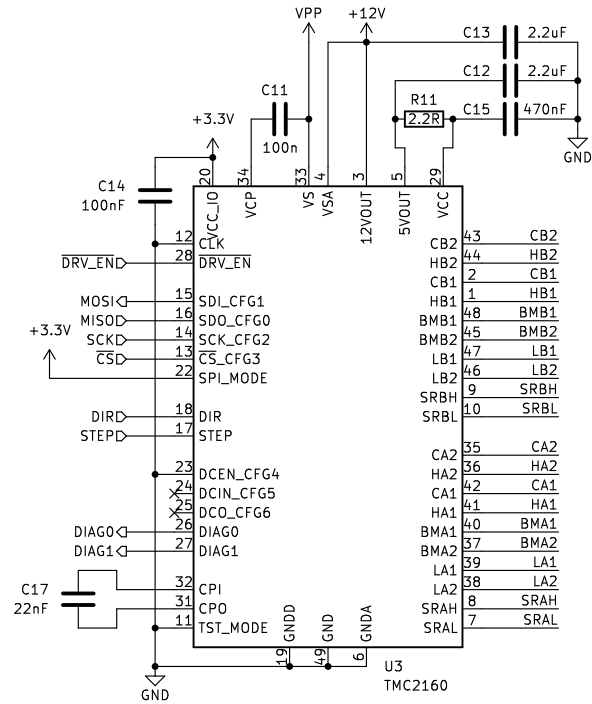 VPP
+12V
C13
2.2uF
C12
2.2uF
C11
R11
2.2R
C15
470nF
+3.3V
100n
GND
20
34
33
4
3
5
29
C14
100nF
VCC_IO
VCP
VS
VSA
12VOUT
5VOUT
VCC
12 CLK
DRV_EN 28 DRV_EN
MOSI 15 SDI_CFG1
MISO 16 SDO_CFG0
SCK 14 SCK_CFG2
CS 13 CS_CFG3
+3.3V
22 SPI_MODE
DIR 18 DIR
STEP 17 STEP
23 DCEN_CFG4
24 DCIN_CFG5
25 DCO_CFG6
DIAG0 26 DIAG0
DIAG1 27 DIAG1
C17
22nF
32 CPI
31 CPO
11 TST_MODE
CB2 43 CB2
HB2 44 HB2
CB1 2 CB1
HB1 1 HB1
BMB1 48 BMB1
BMB2 45 BMB2
LB1 47 LB1
LB2 46 LB2
SRBH 9 SRBH
SRBL 10 SRBL
CA2 35 CA2
HA2 36 HA2
CA1 42 CA1
HA1 41 HA1
BMA1 40 BMA1
BMA2 37 BMA2
LA1 39 LA1
LA2 38 LA2
SRAH 8 SRAH
SRAL 7 SRAL
GNDD
GND
GNDA
19
49
6
GND
U3
TMC2160